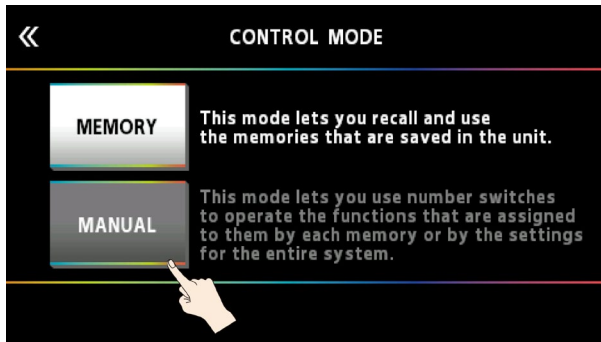 CONTROL MODE
MEMORY
This mode lets you recall and use
the memories that are saved in the unit.
MANUAL
This mode lets you use number switches
to operate the functions that are assigned
to them by each memory or by the settings
for the entire system.